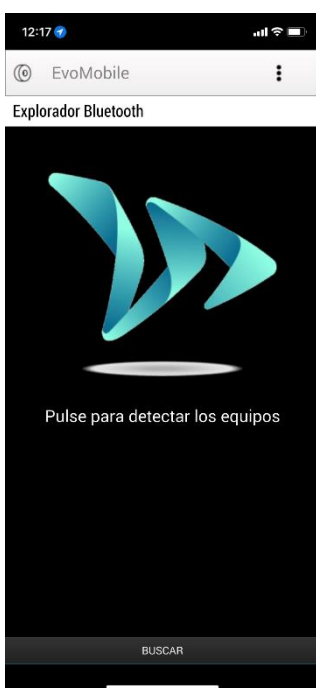 12:17
EvoMobile
Explorador Bluetooth
Pulse para detectar los equipos
BUSCAR